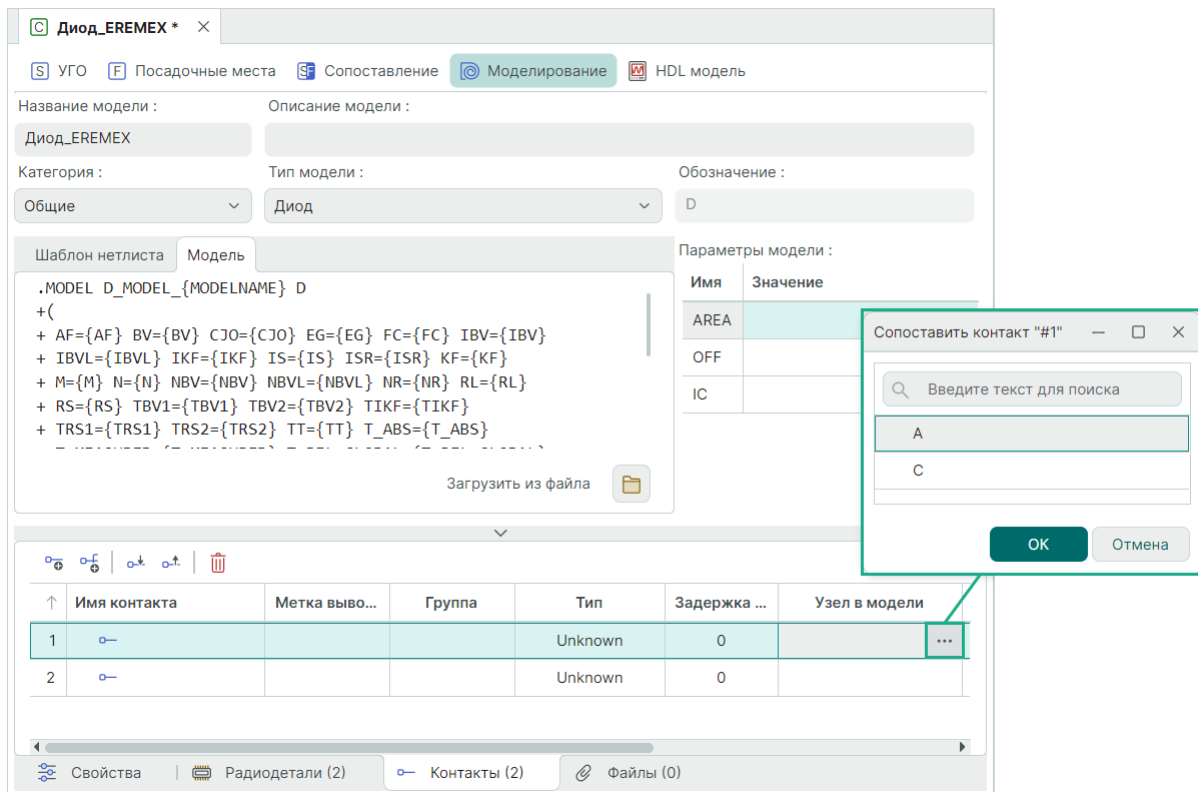 Диод_EREMEX *
УГО Посадочные места Сопоставление Моделирование HDL модель
Название модели : Описание модели :
Диод_EREMEX
Категория : Тип модели : Обозначение :
Общие Диод D
Шаблон нетлиста Модель Параметры модели :
.MODEL D_MODEL_{MODELNAME} D
+(
+ AF={AF} BV={BV} CJO={CJO} EG={EG} FC={FC} IBV={IBV}
+ IBVL={IBVL} IKF={IKF} IS={IS} ISR={ISR} KF={KF}
+ M={M} N={N} NBV={NBV} NBVL={NBVL} NR={NR} RL={RL}
+ RS={RS} TBV1={TBV1} TBV2={TBV2} TIKF={TIKF}
+ TRS1={TRS1} TRS2={TRS2} TT={TT} T_ABS={T_ABS}
Загрузить из файла
Имя Значение
AREA
OFF
IC
Сопоставить контакт "#1"
Введите текст для поиска
A
C
ОК Отмена
Имя контакта Метка выво... Группа Тип Задержка ... Узел в модели
1 Unknown 0 ...
2 Unknown 0
Свойства Радиодетали (2) Контакты (2) Файлы (0)